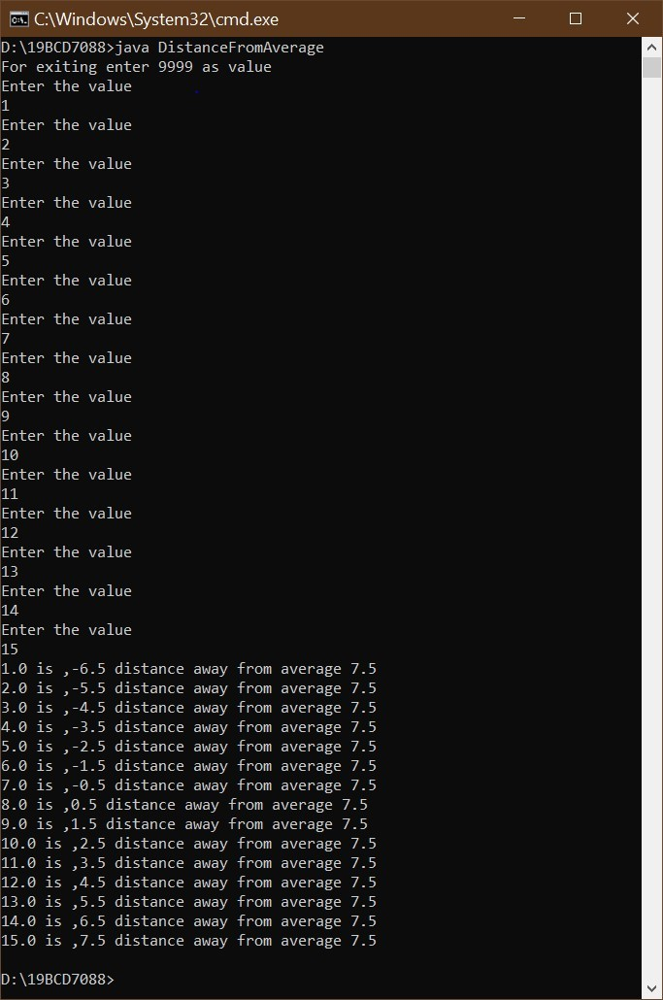 C:\Windows\System32\cmd.exe
D:\19BCD7088>java DistanceFromAverage
For exiting enter 9999 as value
Enter the value
1
Enter the value
2
Enter the value
3
Enter the value
4
Enter the value
5
Enter the value
6
Enter the value
7
Enter the value
8
Enter the value
9
Enter the value
10
Enter the value
11
Enter the value
12
Enter the value
13
Enter the value
14
Enter the value
15
1.0 is ,-6.5 distance away from average 7.5
2.0 is ,-5.5 distance away from average 7.5
3.0 is ,-4.5 distance away from average 7.5
4.0 is ,-3.5 distance away from average 7.5
5.0 is ,-2.5 distance away from average 7.5
6.0 is ,-1.5 distance away from average 7.5
7.0 is ,-0.5 distance away from average 7.5
8.0 is ,0.5 distance away from average 7.5
9.0 is ,1.5 distance away from average 7.5
10.0 is ,2.5 distance away from average 7.5
11.0 is ,3.5 distance away from average 7.5
12.0 is ,4.5 distance away from average 7.5
13.0 is ,5.5 distance away from average 7.5
14.0 is ,6.5 distance away from average 7.5
15.0 is ,7.5 distance away from average 7.5
D:\19BCD7088>